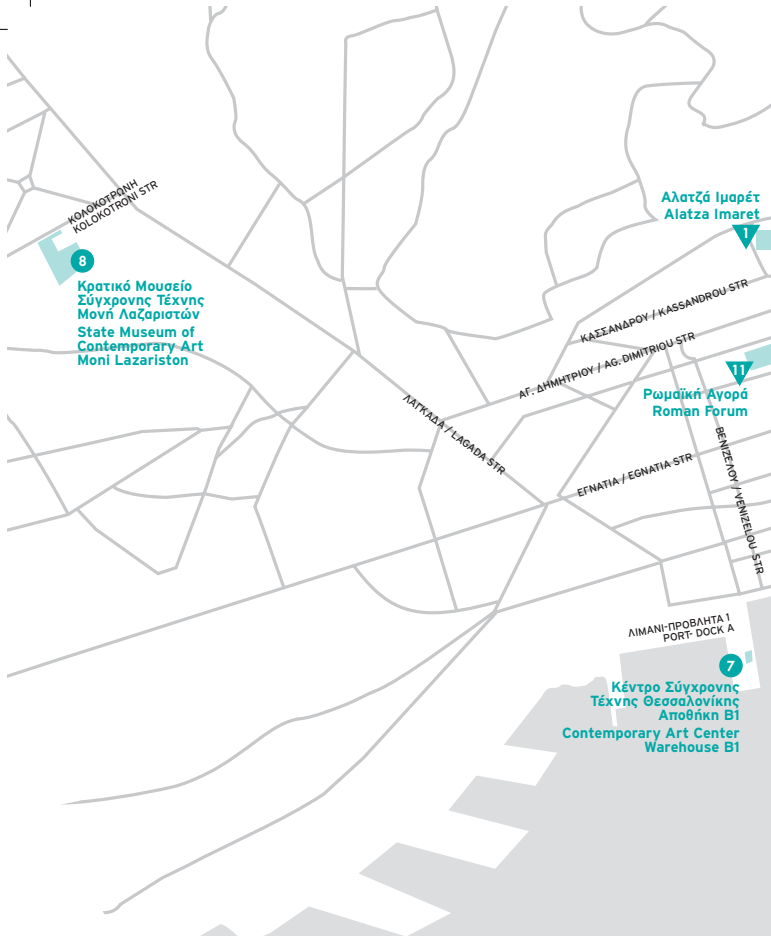 Αλατζά Ιμαρέτ
Alatza Imaret
1
ΚΟΛΟΚΟΤΡΩΝΗ
KOLOKOTRONI STR
8
Κρατικό Μουσείο
Σύγχρονης Τέχνης
Μονή Λαζαριστών
State Museum of
Contemporary Art
Moni Lazariston
ΚΑΣΣΑΝΔΡΟΥ / KASSANDROU STR
ΑΓ. ΔΗΜΗΤΡΙΟΥ / AG. DIMITRIOU STR
11
Ρωμαϊκή Αγορά
Roman Forum
ΛΑΓΚΑΔΑ / LAGADA STR
ΕΓΝΑΤΙΑ / EGNATIA STR
ΒΕΝΙΖΕΛΟΥ / VENIZELOU STR
ΛΙΜΑΝΙ-ΠΡΟΒΛΗΤΑ 1
PORT- DOCK A
7
Κέντρο Σύγχρονης
Τέχνης Θεσσαλονίκης
Αποθήκη Β1
Contemporary Art Center
Warehouse B1